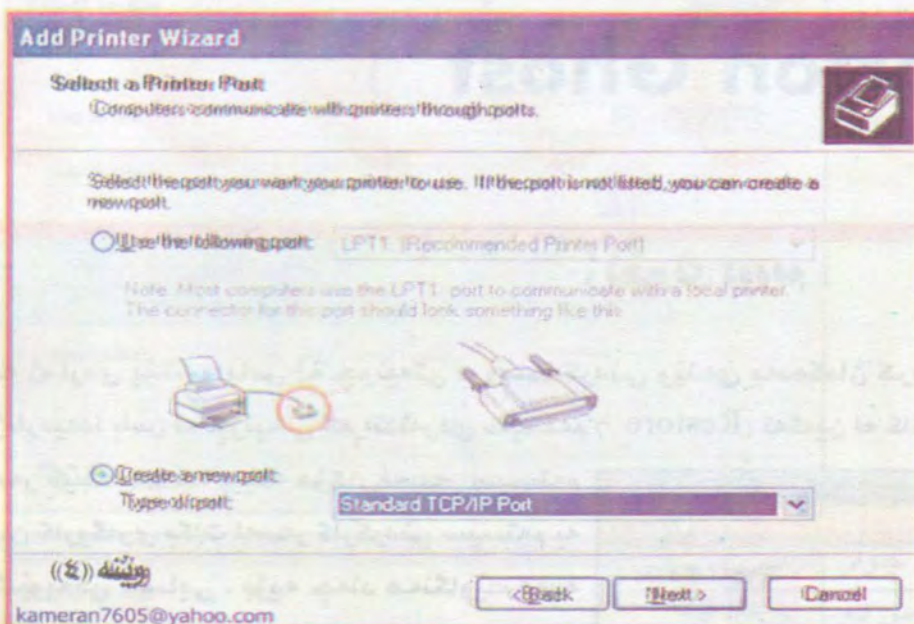 Add Printer Wizard
Select a Printer Port
Computers communicate with printers through ports.
Select the port you want your printer to use. If the port is not listed, you can create a
new port.
Use the following port: LPT1: (Recommended Printer Port)
Note: Most computers use the LPT1: port to communicate with a local printer.
The connector for this port should look something like this:
Create a new port:
Type of port: Standard TCP/IP Port
وێنە ((٤))
< Back Next > Cancel
kameran7605@yahoo.com